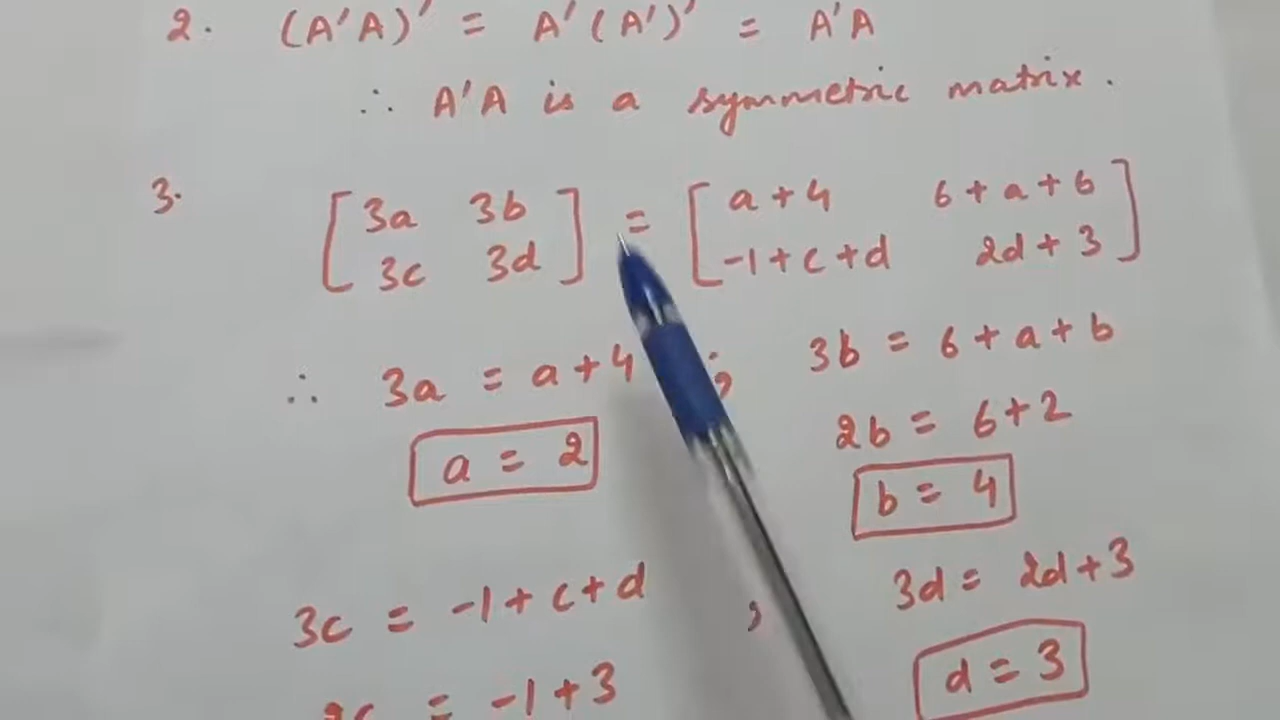 2. (A'A)' = A'(A')' = A'A
∴ A'A is a symmetric matrix.
3. [3a 3b = [a+4 6+a+b
3c 3d] -1+c+d 2d+3]
∴ 3a = a+4 ; 3b = 6+a+b
a = 2 2b = 6+2
b = 4
3c = -1+c+d , 3d = 2d+3
2c = -1+3 d = 3